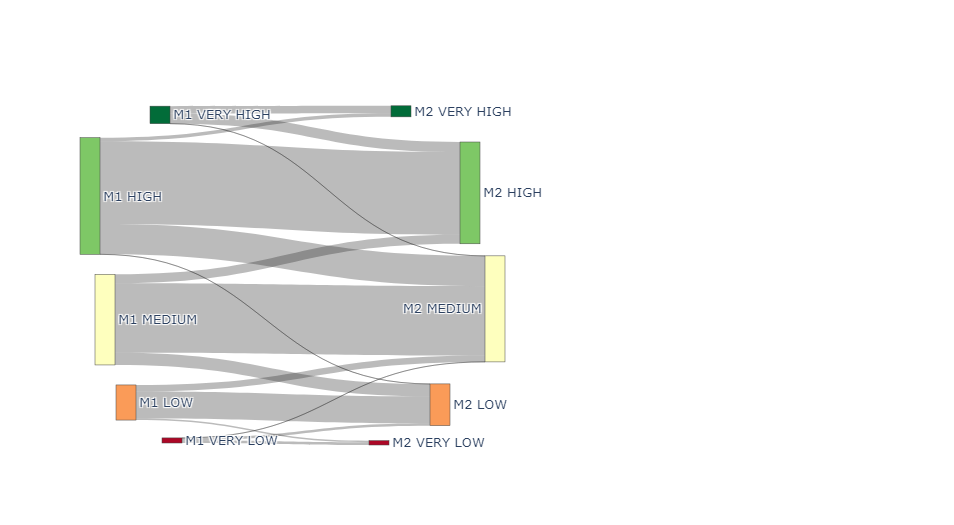 M1 VERY HIGH
M2 VERY HIGH
M1 HIGH
M2 HIGH
M2 MEDIUM
M1 MEDIUM
M1 LOW
M2 LOW
M1 VERY LOW
M2 VERY LOW